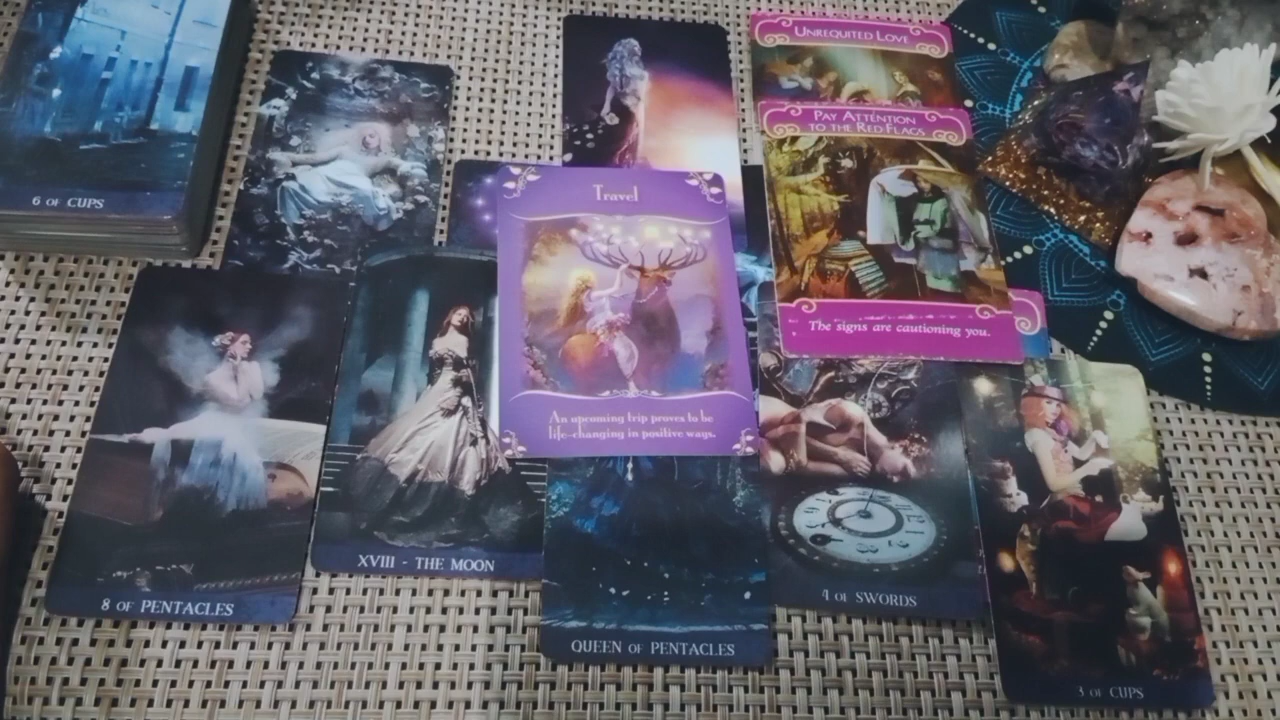 6 OF CUPS
UNREQUITED LOVE
PAY ATTENTION
TO THE RED FLAGS
The signs are cautioning you.
Travel
An upcoming trip proves to be
life-changing in positive ways.
8 OF PENTACLES
XVIII - THE MOON
QUEEN OF PENTACLES
4 OF SWORDS
3 OF CUPS